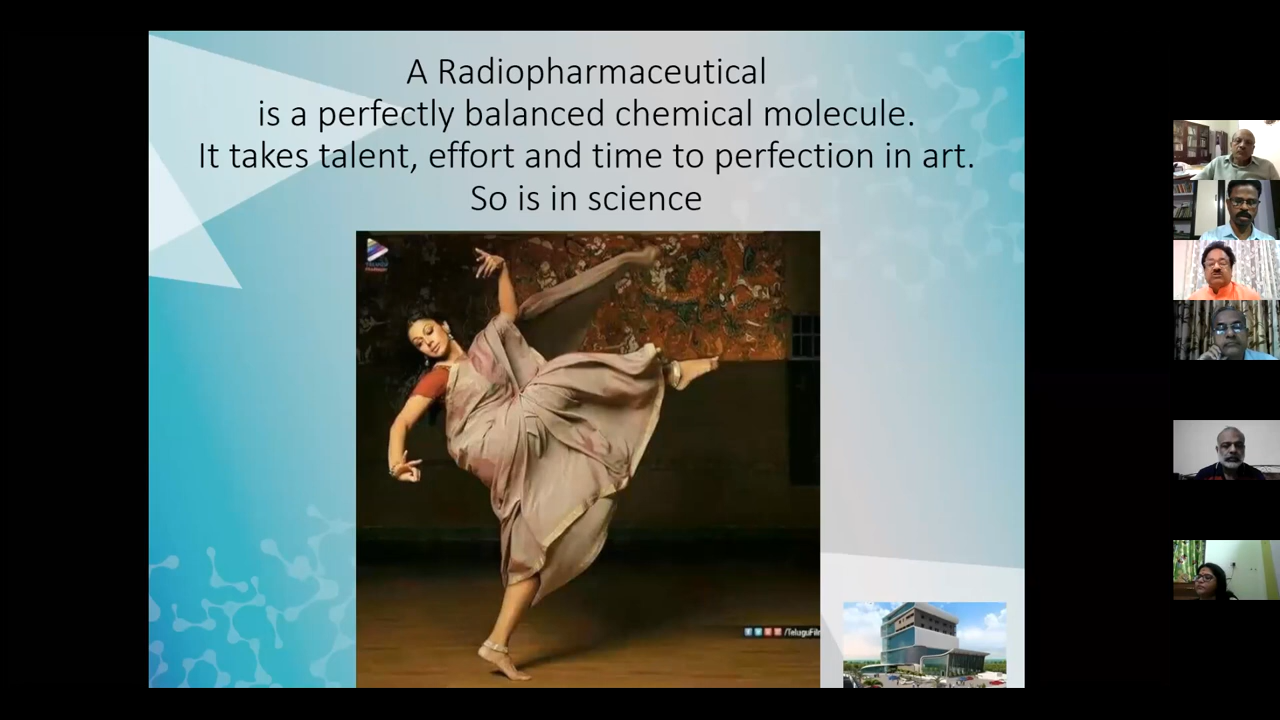 A Radiopharmaceutical
is a perfectly balanced chemical molecule.
It takes talent, effort and time to perfection in art.
So is in science
/TeluguFil